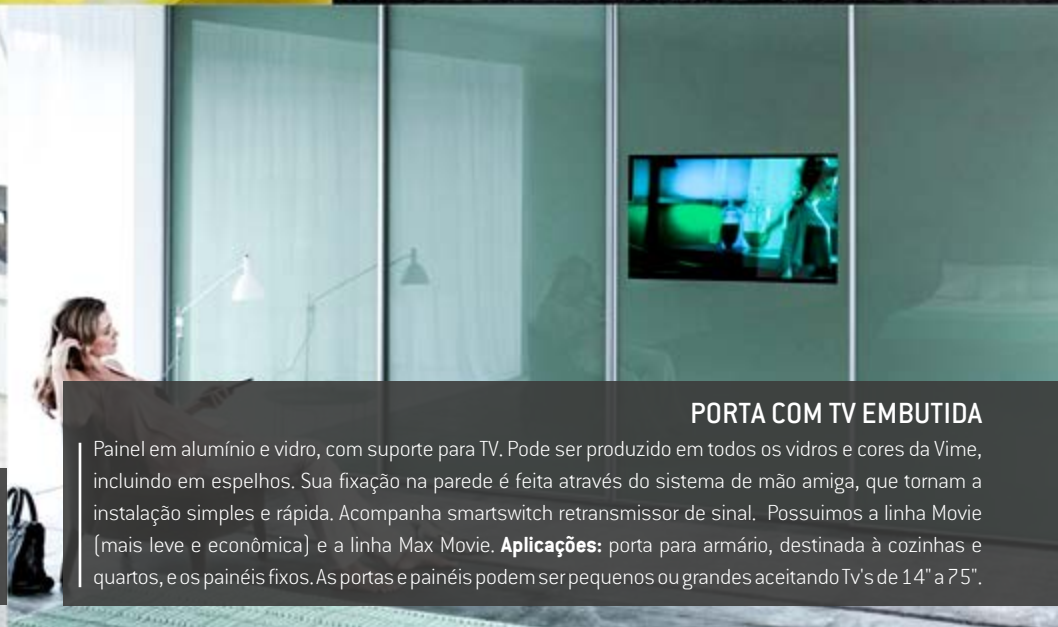 PORTA COM TV EMBUTIDA
Painel em alumínio e vidro, com suporte para TV. Pode ser produzido em todos os vidros e cores da Vime,
incluindo em espelhos. Sua fixação na parede é feita através do sistema de mão amiga, que tornam a
instalação simples e rápida. Acompanha smartswitch retransmissor de sinal. Possuimos a linha Movie
(mais leve e econômica) e a linha Max Movie. Aplicações: porta para armário, destinada à cozinhas e
quartos, e os painéis fixos. As portas e painéis podem ser pequenos ou grandes aceitando Tv's de 14" a 75".